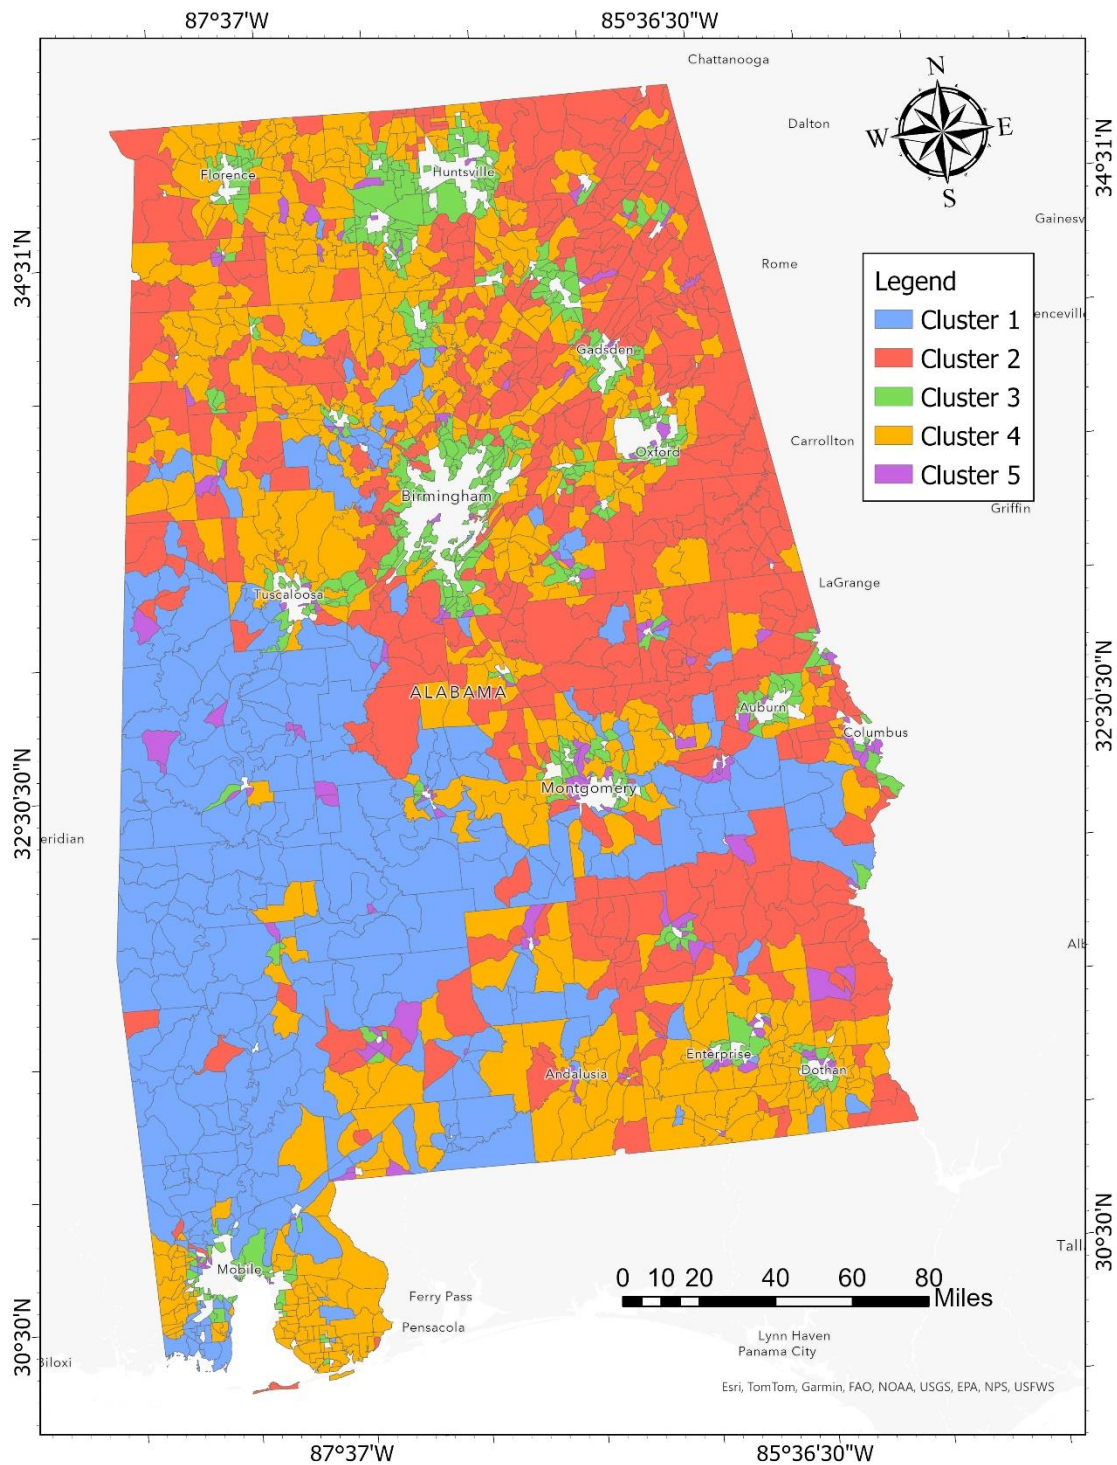 87°37'W
85°36'30"W
Chattanooga
N
Dalton
W
E
34°31'N
Florence
Huntsville
S
Gainesv
34°31'N
Rome
Legend
Cluster 1
enceville
Cluster 2
Gadsden
Cluster 3
Cluster 4
Carrollton
Oxford
Cluster 5
Birmingham
Griffin
LaGrange
Tuscaloosa
ALABAMA
32°30'30"N
Auburn
Columbus
32°30'30"N
Montgomery
eridian
Alb
Enterprise
Andalusia
Dothan
30°30'N
Tall
Mobile
0 10 20 40 60 80
Miles
Ferry Pass
30°30'N
Pensacola
Lynn Haven
Panama City
Biloxi
Esri, TomTom, Garmin, FAO, NOAA, USGS, EPA, NPS, USFWS
87°37'W
85°36'30"W